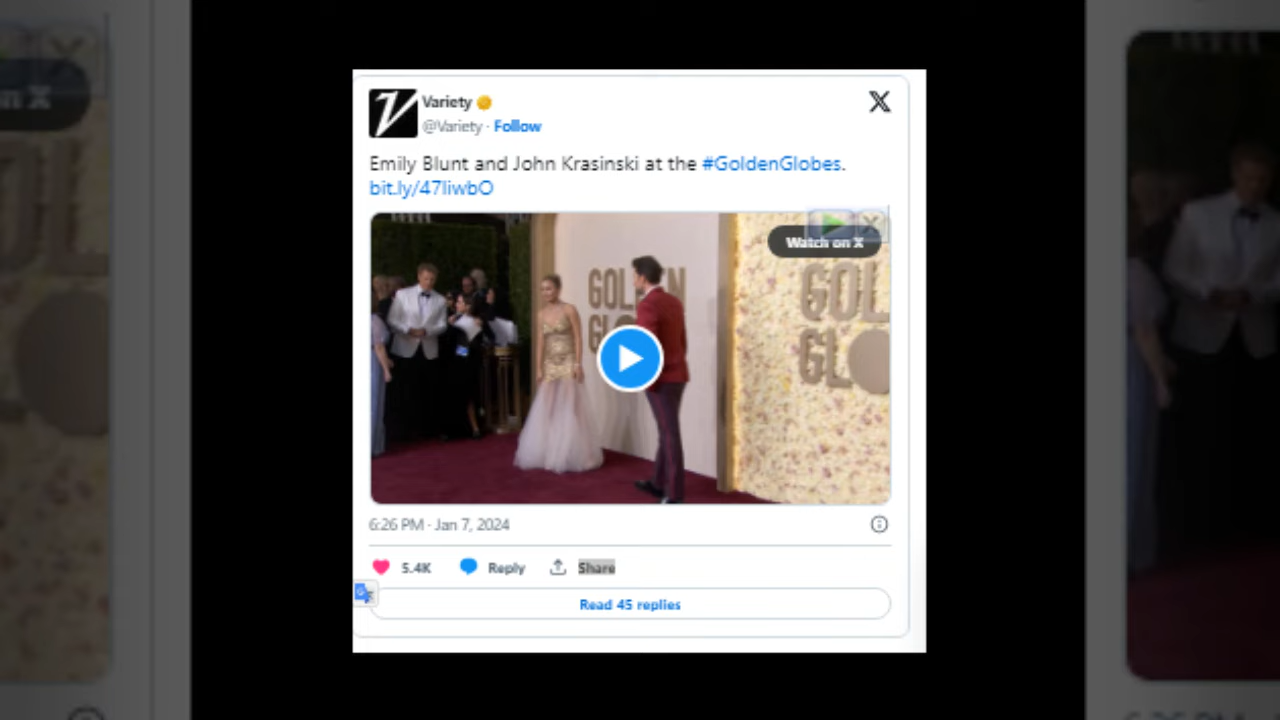 Variety
@Variety · Follow
Emily Blunt and John Krasinski at the #GoldenGlobes.
bit.ly/47liwbO
Watch on X
GOLDEN
GL
GOL
GL
6:26 PM · Jan 7, 2024
5.4K Reply Share
Read 45 replies